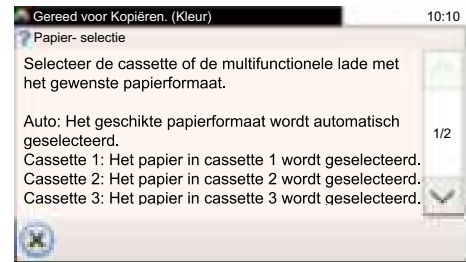 Gereed voor Kopiëren. (Kleur) 10:10
Papier- selectie
Selecteer de cassette of de multifunctionele lade met
het gewenste papierformaat.
Auto: Het geschikte papierformaat wordt automatisch
geselecteerd.
1/2
Cassette 1: Het papier in cassette 1 wordt geselecteerd.
Cassette 2: Het papier in cassette 2 wordt geselecteerd.
Cassette 3: Het papier in cassette 3 wordt geselecteerd.